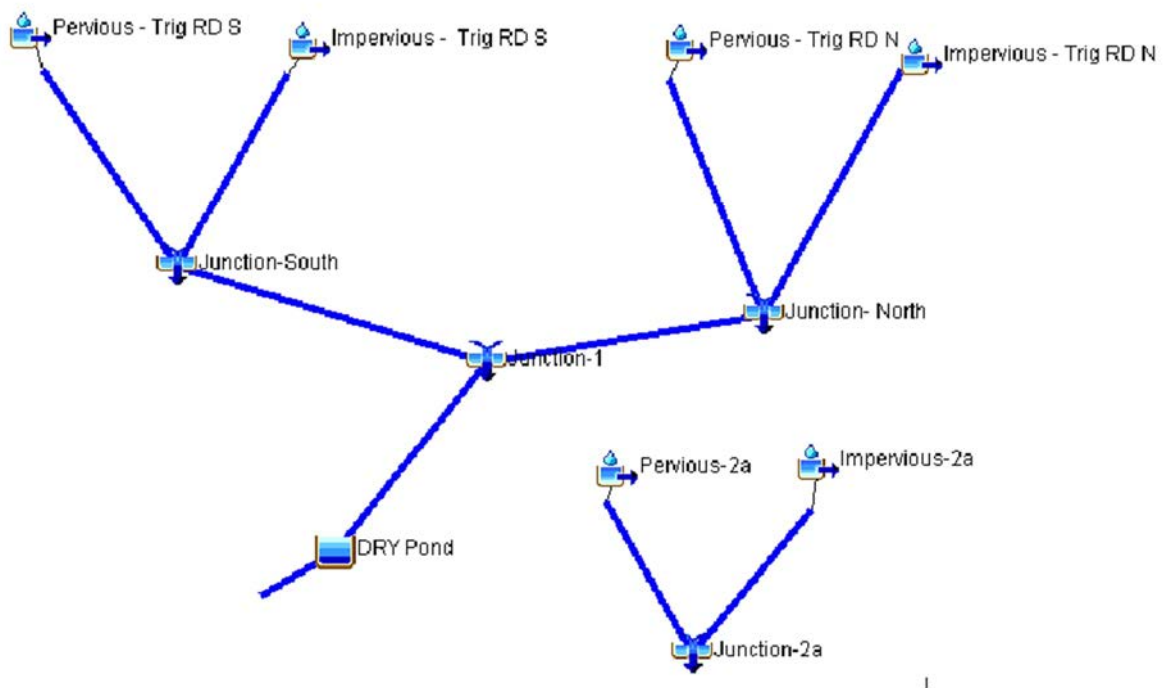 Pervious - Trig RD S
Impervious - Trig RD S
Pervious - Trig RD N
Impervious - Trig RD N
Junction-South
Junction- North
Junction-1
Pervious-2a
Impervious-2a
DRY Pond
Junction-2a